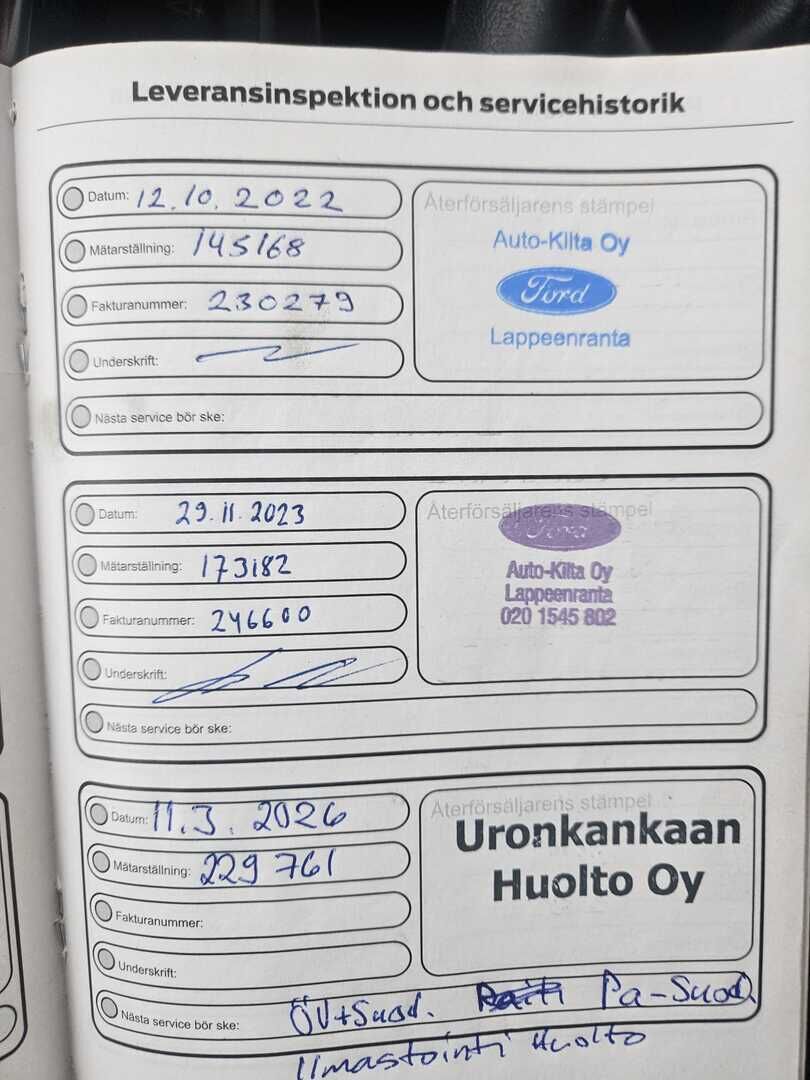 Leveransinspektion och servicehistorik
Datum: 12.10.2022
Mätarställning: 145168
Fakturanummer: 230279
Underskrift:
Nästa service bör ske:
Återförsäljarens stämpel
Auto-Kilta Oy
Ford
Lappeenranta
Datum: 29.11.2023
Mätarställning: 173182
Fakturanummer: 246600
Underskrift:
Nästa service bör ske:
Återförsäljarens stämpel
Ford
Auto-Kilta Oy
Lappeenranta
020 1545 802
Datum: 11.3.2026
Mätarställning: 229 761
Fakturanummer:
Underskrift:
Nästa service bör ske: ÖV+Suod. Pa-Suod.
Ilmastointi Huolto
Återförsäljarens stämpel
Uronkankaan
Huolto Oy